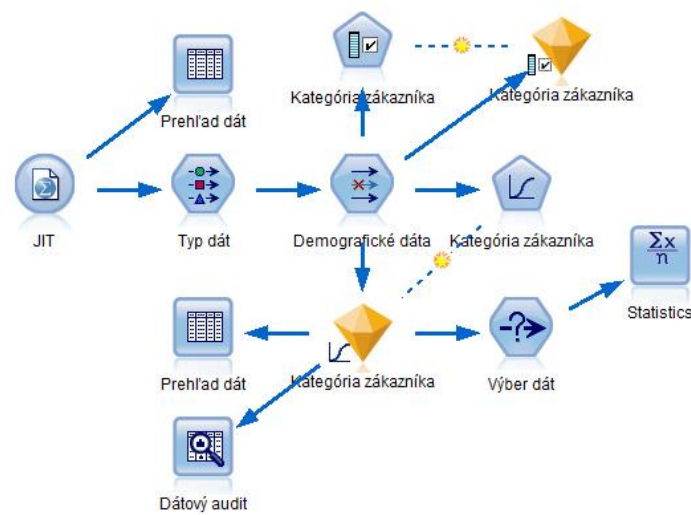 Kategória zákazníka
Kategória zákazníka
Prehľad dát
JIT
Typ dát
Demografické dáta
Kategória zákazníka
Σx
n
Statistics
Prehľad dát
Kategória zákazníka
-?->
Výber dát
Dátový audit